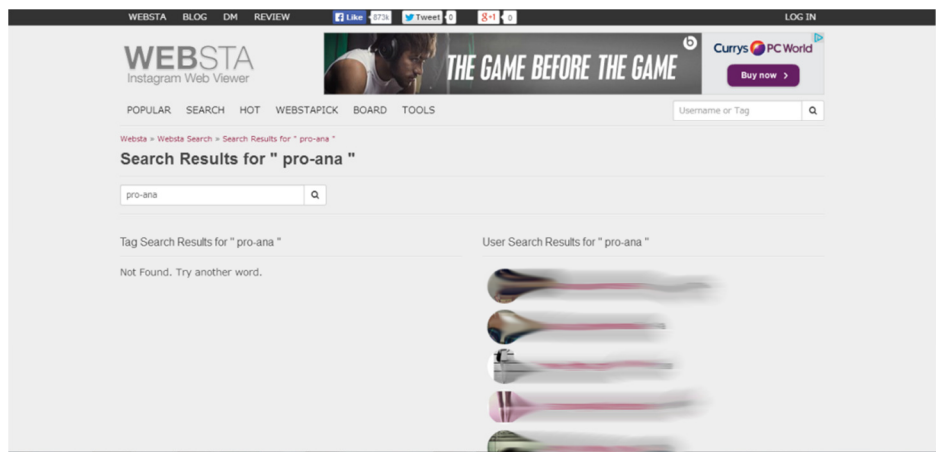 WEBSTA BLOG DM REVIEW Like 873k Tweet 0 g+1 0 LOG IN
WEBSTA
Instagram Web Viewer
THE GAME BEFORE THE GAME
b
Currys PC World
Buy now >
POPULAR SEARCH HOT WEBSTAPICK BOARD TOOLS Username or Tag
Websta » Websta Search » Search Results for " pro-ana "
Search Results for " pro-ana "
pro-ana
Tag Search Results for " pro-ana " User Search Results for " pro-ana "
Not Found. Try another word.